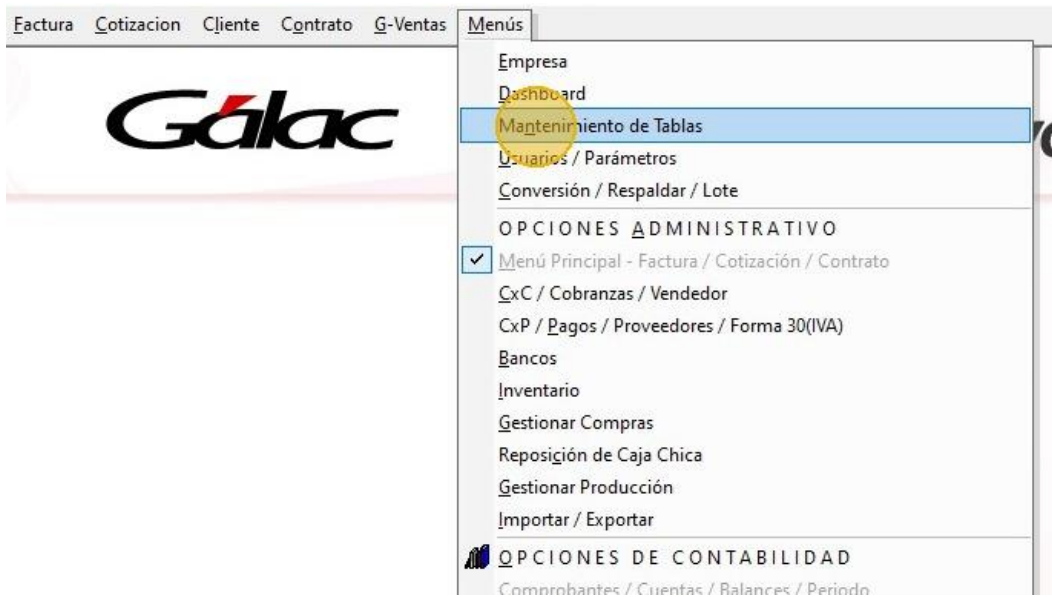 Factura Cotizacion Cliente Contrato G-Ventas Menús
Gálac
Empresa
Dashboard
Mantenimiento de Tablas
Usuarios / Parámetros
Conversión / Respaldar / Lote
OPCIONES ADMINISTRATIVO
Menú Principal - Factura / Cotización / Contrato
CxC / Cobranzas / Vendedor
CxP / Pagos / Proveedores / Forma 30(IVA)
Bancos
Inventario
Gestionar Compras
Reposición de Caja Chica
Gestionar Producción
Importar / Exportar
OPCIONES DE CONTABILIDAD
Comprobantes / Cuentas / Balances / Periodo